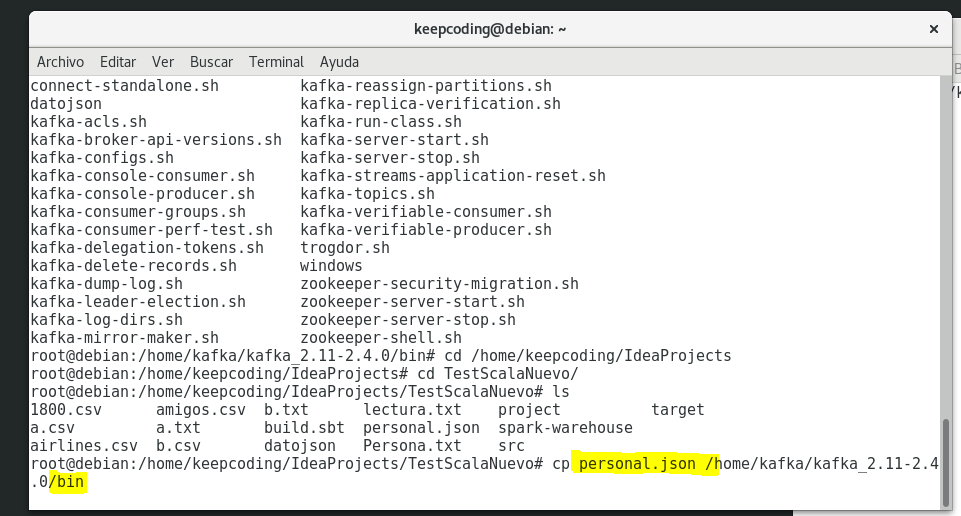 keepcoding@debian: ~
Archivo Editar Ver Buscar Terminal Ayuda
connect-standalone.sh kafka-reassign-partitions.sh
datojson kafka-replica-verification.sh
kafka-acls.sh kafka-run-class.sh
kafka-broker-api-versions.sh kafka-server-start.sh
kafka-configs.sh kafka-server-stop.sh
kafka-console-consumer.sh kafka-streams-application-reset.sh
kafka-console-producer.sh kafka-topics.sh
kafka-consumer-groups.sh kafka-verifiable-consumer.sh
kafka-consumer-perf-test.sh kafka-verifiable-producer.sh
kafka-delegation-tokens.sh trogdor.sh
kafka-delete-records.sh windows
kafka-dump-log.sh zookeeper-security-migration.sh
kafka-leader-election.sh zookeeper-server-start.sh
kafka-log-dirs.sh zookeeper-server-stop.sh
kafka-mirror-maker.sh zookeeper-shell.sh
root@debian:/home/kafka/kafka_2.11-2.4.0/bin# cd /home/keepcoding/IdeaProjects
root@debian:/home/keepcoding/IdeaProjects# cd TestScalaNuevo/
root@debian:/home/keepcoding/IdeaProjects/TestScalaNuevo# ls
1800.csv amigos.csv b.txt lectura.txt project target
a.csv a.txt build.sbt personal.json spark-warehouse
airlines.csv b.csv datojson Persona.txt src
root@debian:/home/keepcoding/IdeaProjects/TestScalaNuevo# cp personal.json /home/kafka/kafka_2.11-2.4
.0/bin